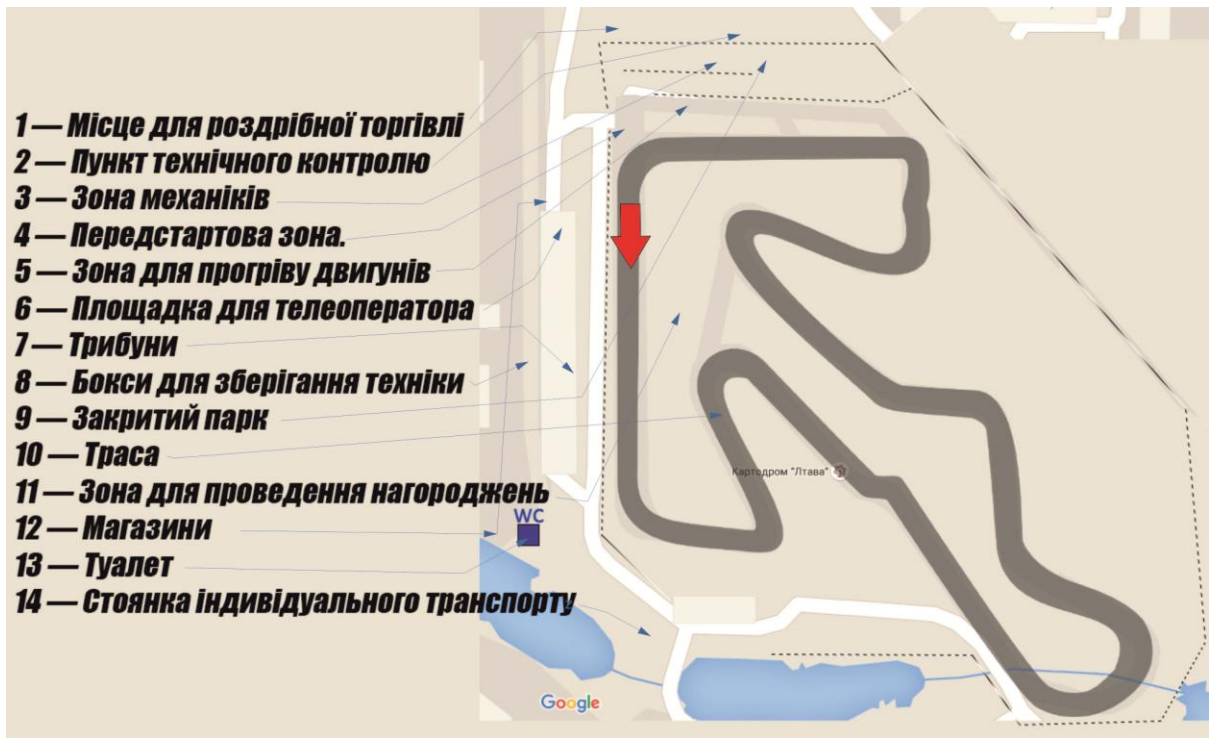 1 — Місце для роздрібної торгівлі
2 — Пункт технічного контролю
3 — Зона механіків
4 — Передстартова зона.
5 — Зона для прогріву двигунів
6 — Площадка для телеоператора
7 — Трибуни
8 — Бокси для зберігання техніки
9 — Закритий парк
10 — Траса
Картодром "Лтава"
11 — Зона для проведення нагороджень
WC
12 — Магазини
13 — Туалет
14 — Стоянка індивідуального транспорту
Google